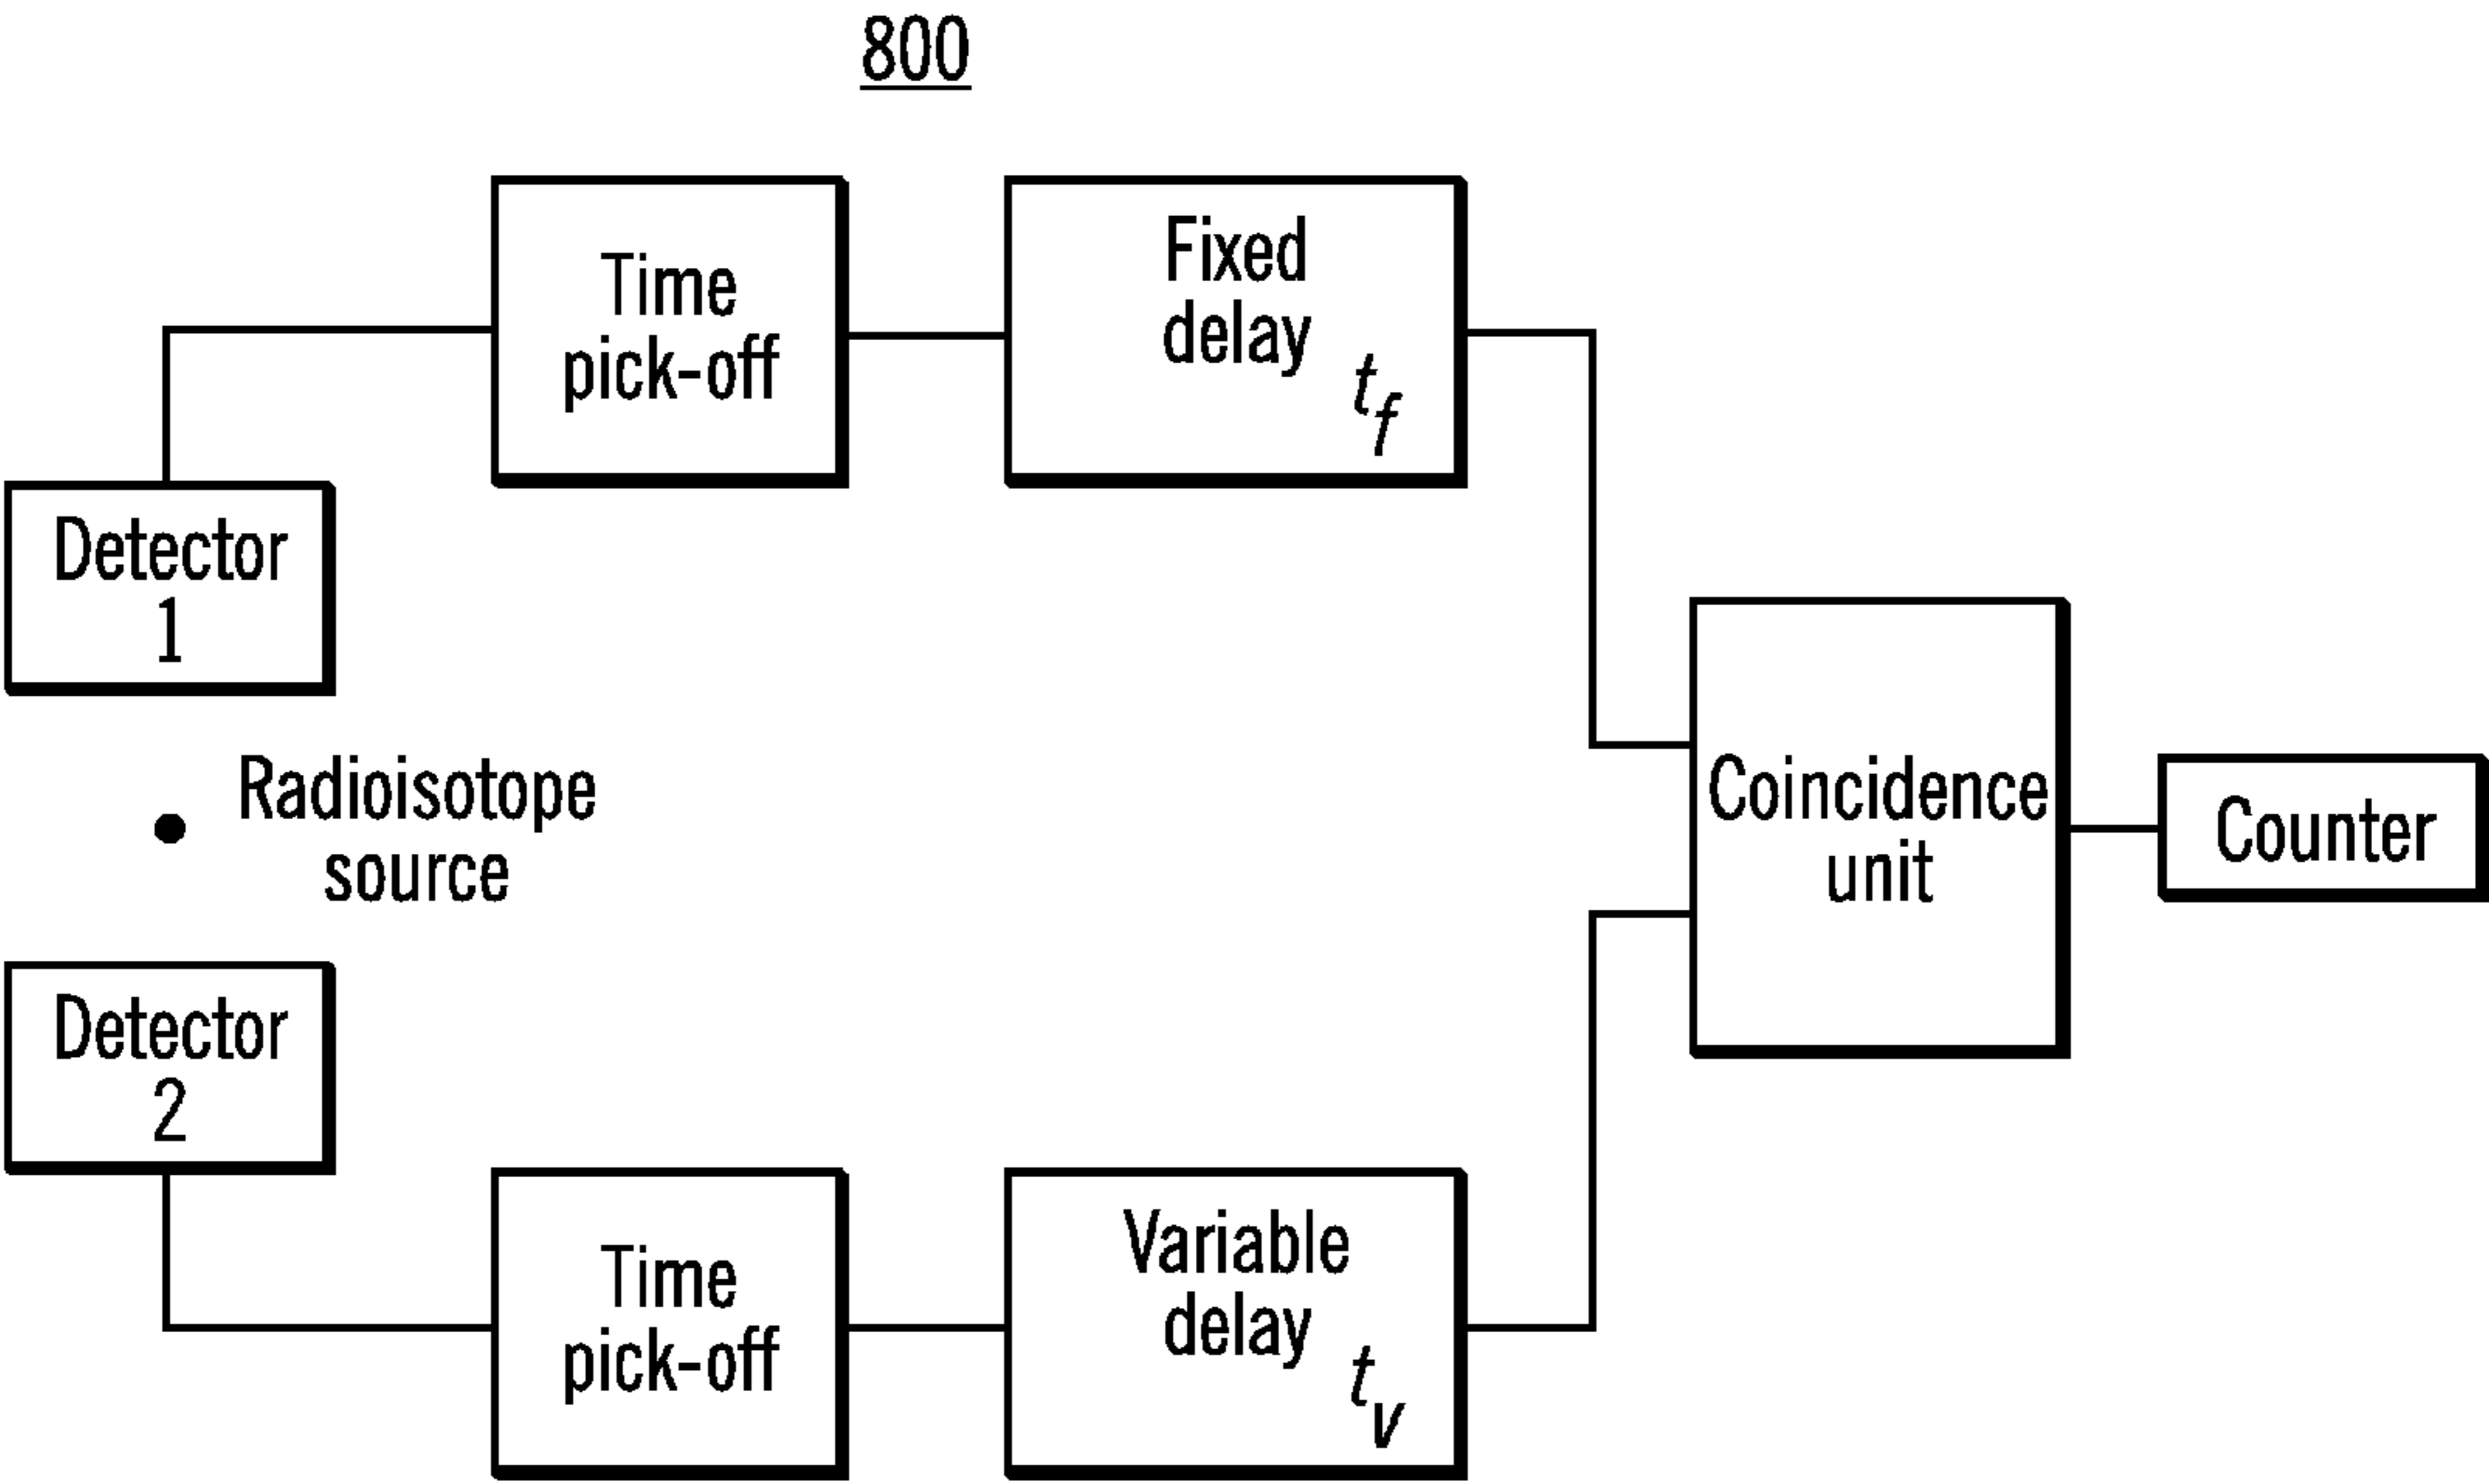 800
Time
pick-off
Fixed
delay
t_f
Detector
1
Radioisotope
source
Coincidence
unit
Counter
Detector
2
Time
pick-off
Variable
delay
t_v